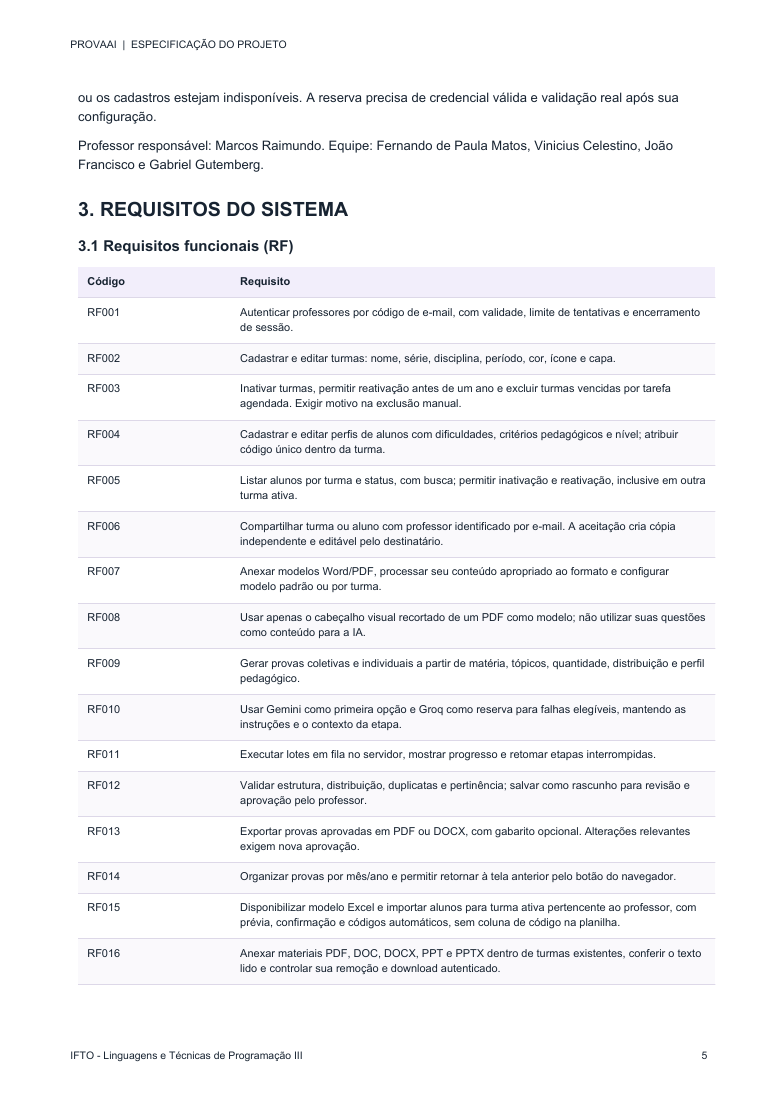 PROVAAI | ESPECIFICAÇÃO DO PROJETO
ou os cadastros estejam indisponíveis. A reserva precisa de credencial válida e validação real após sua
configuração.
Professor responsável: Marcos Raimundo. Equipe: Fernando de Paula Matos, Vinicius Celestino, João
Francisco e Gabriel Gutemberg.
3. REQUISITOS DO SISTEMA
3.1 Requisitos funcionais (RF)
Código Requisito
RF001 Autenticar professores por código de e-mail, com validade, limite de tentativas e encerramento
de sessão.
RF002 Cadastrar e editar turmas: nome, série, disciplina, período, cor, ícone e capa.
RF003 Inativar turmas, permitir reativação antes de um ano e excluir turmas vencidas por tarefa
agendada. Exigir motivo na exclusão manual.
RF004 Cadastrar e editar perfis de alunos com dificuldades, critérios pedagógicos e nível; atribuir
código único dentro da turma.
RF005 Listar alunos por turma e status, com busca; permitir inativação e reativação, inclusive em outra
turma ativa.
RF006 Compartilhar turma ou aluno com professor identificado por e-mail. A aceitação cria cópia
independente e editável pelo destinatário.
RF007 Anexar modelos Word/PDF, processar seu conteúdo apropriado ao formato e configurar
modelo padrão ou por turma.
RF008 Usar apenas o cabeçalho visual recortado de um PDF como modelo; não utilizar suas questões
como conteúdo para a IA.
RF009 Gerar provas coletivas e individuais a partir de matéria, tópicos, quantidade, distribuição e perfil
pedagógico.
RF010 Usar Gemini como primeira opção e Groq como reserva para falhas elegíveis, mantendo as
instruções e o contexto da etapa.
RF011 Executar lotes em fila no servidor, mostrar progresso e retomar etapas interrompidas.
RF012 Validar estrutura, distribuição, duplicatas e pertinência; salvar como rascunho para revisão e
aprovação pelo professor.
RF013 Exportar provas aprovadas em PDF ou DOCX, com gabarito opcional. Alterações relevantes
exigem nova aprovação.
RF014 Organizar provas por mês/ano e permitir retornar à tela anterior pelo botão do navegador.
RF015 Disponibilizar modelo Excel e importar alunos para turma ativa pertencente ao professor, com
prévia, confirmação e códigos automáticos, sem coluna de código na planilha.
RF016 Anexar materiais PDF, DOC, DOCX, PPT e PPTX dentro de turmas existentes, conferir o texto
lido e controlar sua remoção e download autenticado.
IFTO - Linguagens e Técnicas de Programação III 5